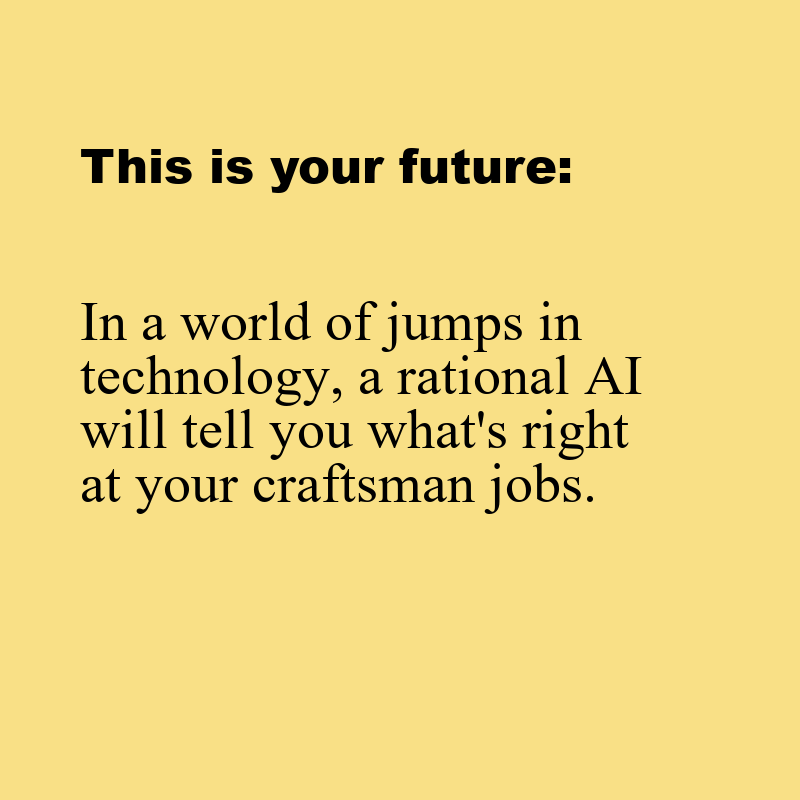 This is your future:
In a world of jumps in
technology, a rational AI
will tell you what's right
at your craftsman jobs.